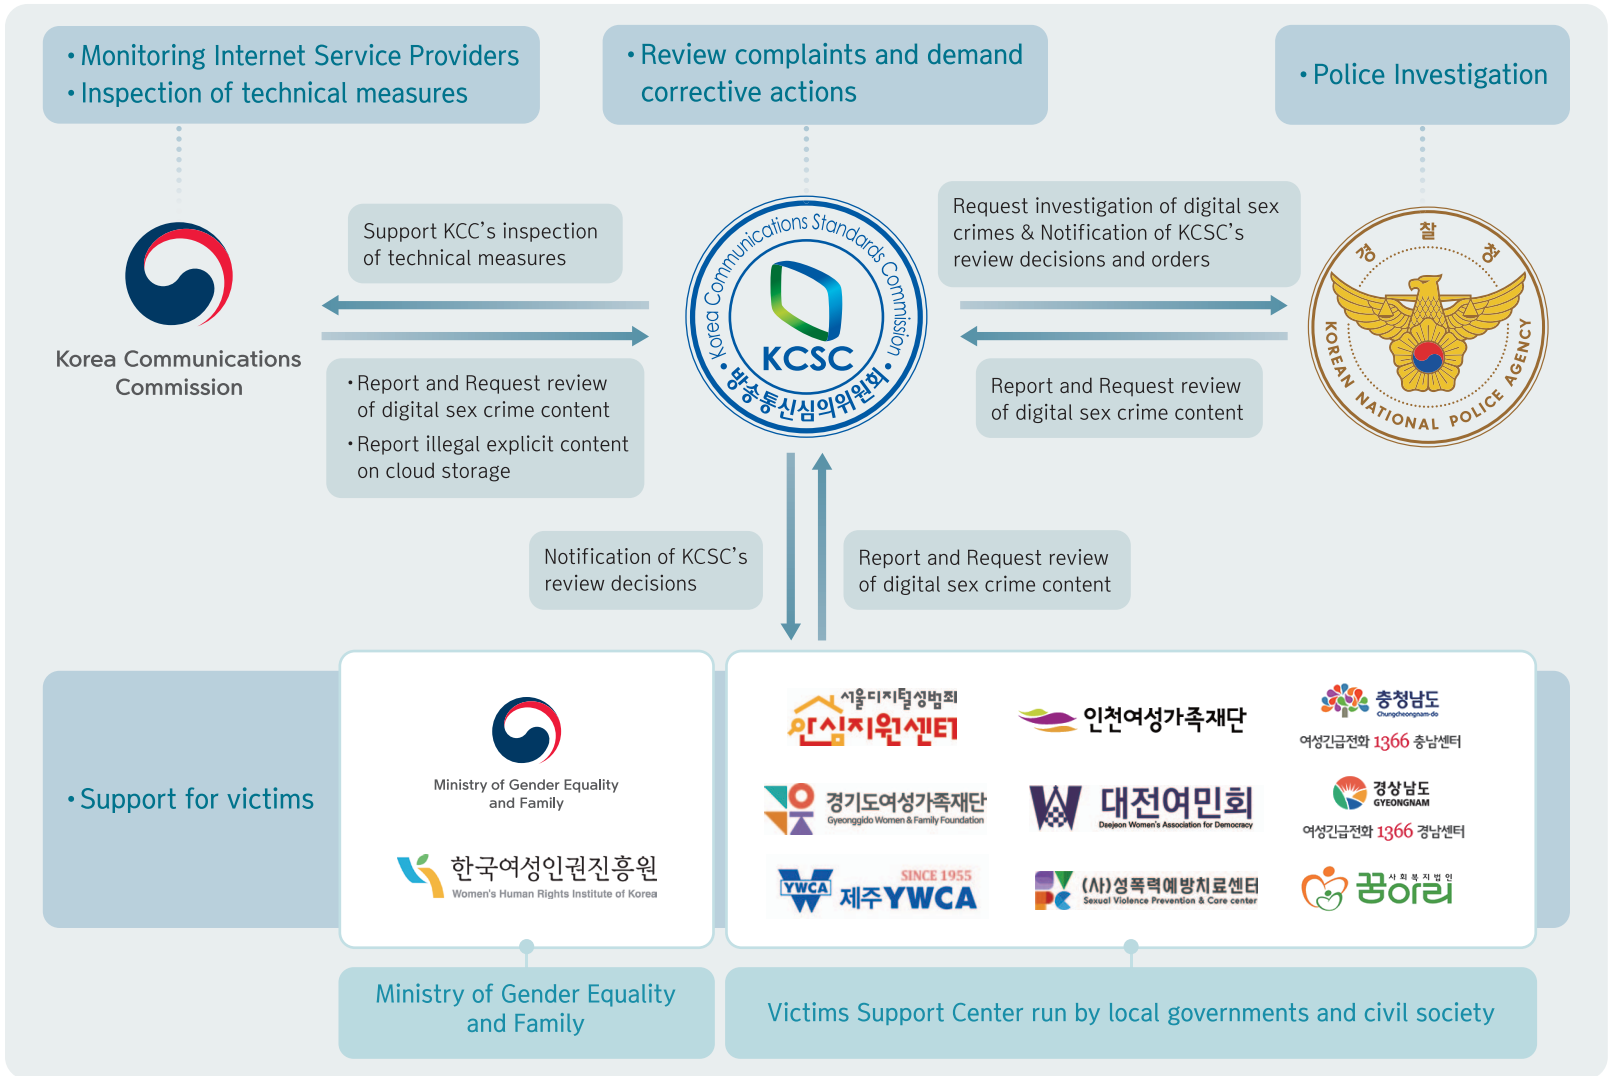 • Monitoring Internet Service Providers
• Inspection of technical measures
• Review complaints and demand
corrective actions
• Police Investigation
Korea Communications
Commission
Support KCC's inspection
of technical measures
• Report and Request review
of digital sex crime content
• Report illegal explicit content
on cloud storage
Korea Communications Standards Commission
KCSC
• 방송통신심의위원회 •
Request investigation of digital sex
crimes & Notification of KCSC's
review decisions and orders
Report and Request review
of digital sex crime content
경찰청
KOREAN NATIONAL POLICE AGENCY
Notification of KCSC's
review decisions
Report and Request review
of digital sex crime content
• Support for victims
Ministry of Gender Equality
and Family
한국여성인권진흥원
Women's Human Rights Institute of Korea
서울디지털성범죄
안심지원센터
인천여성가족재단
충청남도
Chungcheongnam-do
여성긴급전화 1366 충남센터
경기도여성가족재단
Gyeonggido Women & Family Foundation
대전여민회
Daejeon Women's Association for Democracy
경상남도
GYEONGNAM
여성긴급전화 1366 경남센터
YWCA
SINCE 1955
제주YWCA
SVPC
(사)성폭력예방치료센터
Sexual Violence Prevention & Care center
사회복지법인
꿈아리
Ministry of Gender Equality
and Family
Victims Support Center run by local governments and civil society